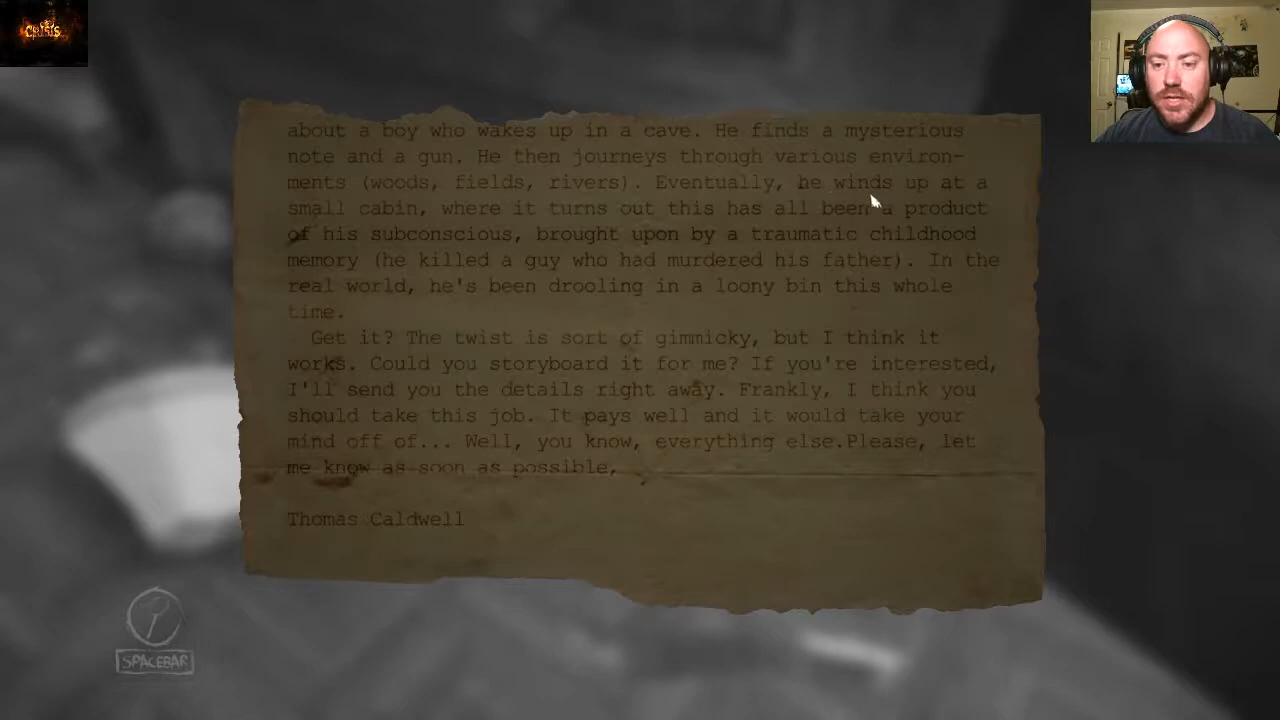 CRISIS
about a boy who wakes up in a cave. He finds a mysterious
note and a gun. He then journeys through various environ-
ments (woods, fields, rivers). Eventually, he winds up at a
small cabin, where it turns out this has all been a product
of his subconscious, brought upon by a traumatic childhood
memory (he killed a guy who had murdered his father). In the
real world, he's been drooling in a loony bin this whole
time.
Get it? The twist is sort of gimmicky, but I think it
works. Could you storyboard it for me? If you're interested,
I'll send you the details right away. Frankly, I think you
should take this job. It pays well and it would take your
mind off of... Well, you know, everything else.Please, let
me know as soon as possible,
Thomas Caldwell
SPACEBAR